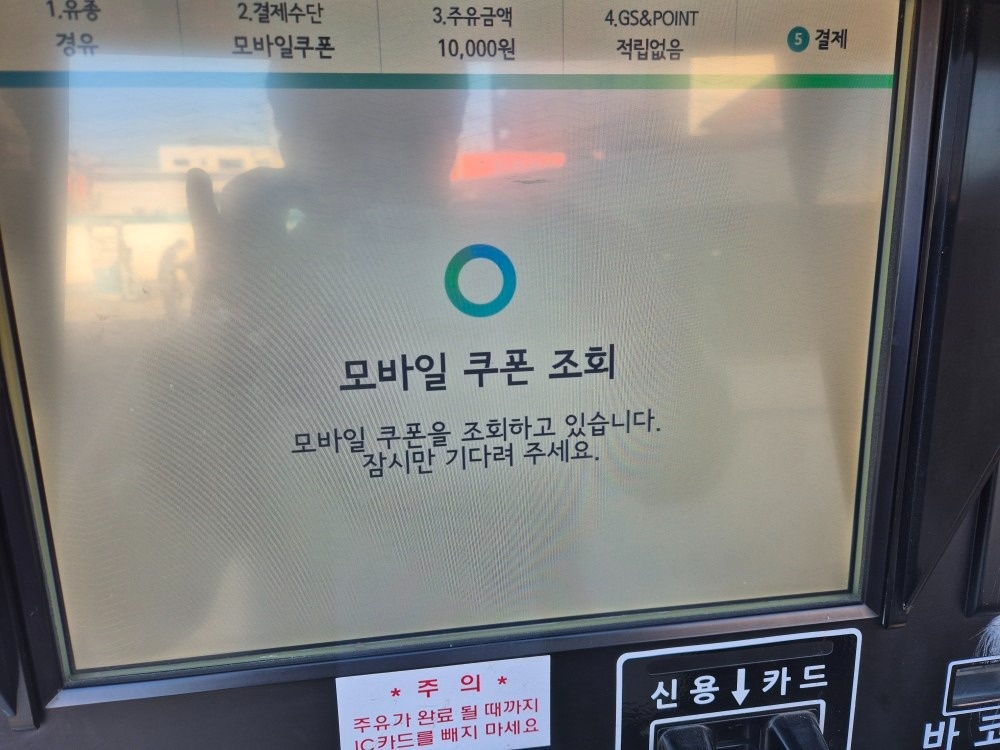 1.유종
2.결제수단
3.주유금액
4.GS&POINT
5 결제
경유
모바일쿠폰
10,000원
적립없음
모바일 쿠폰 조회
모바일 쿠폰을 조회하고 있습니다.
잠시만 기다려 주세요.
* 주 의 *
주유가 완료 될 때까지
IC카드를 빼지 마세요
신용↓카드
바코